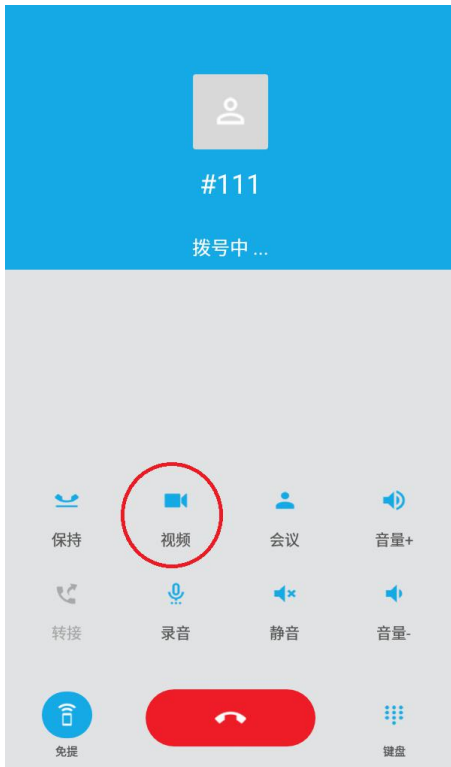 #111
拨号中 ...
保持 视频 会议 音量+
转接 录音 静音 音量-
免提 键盘